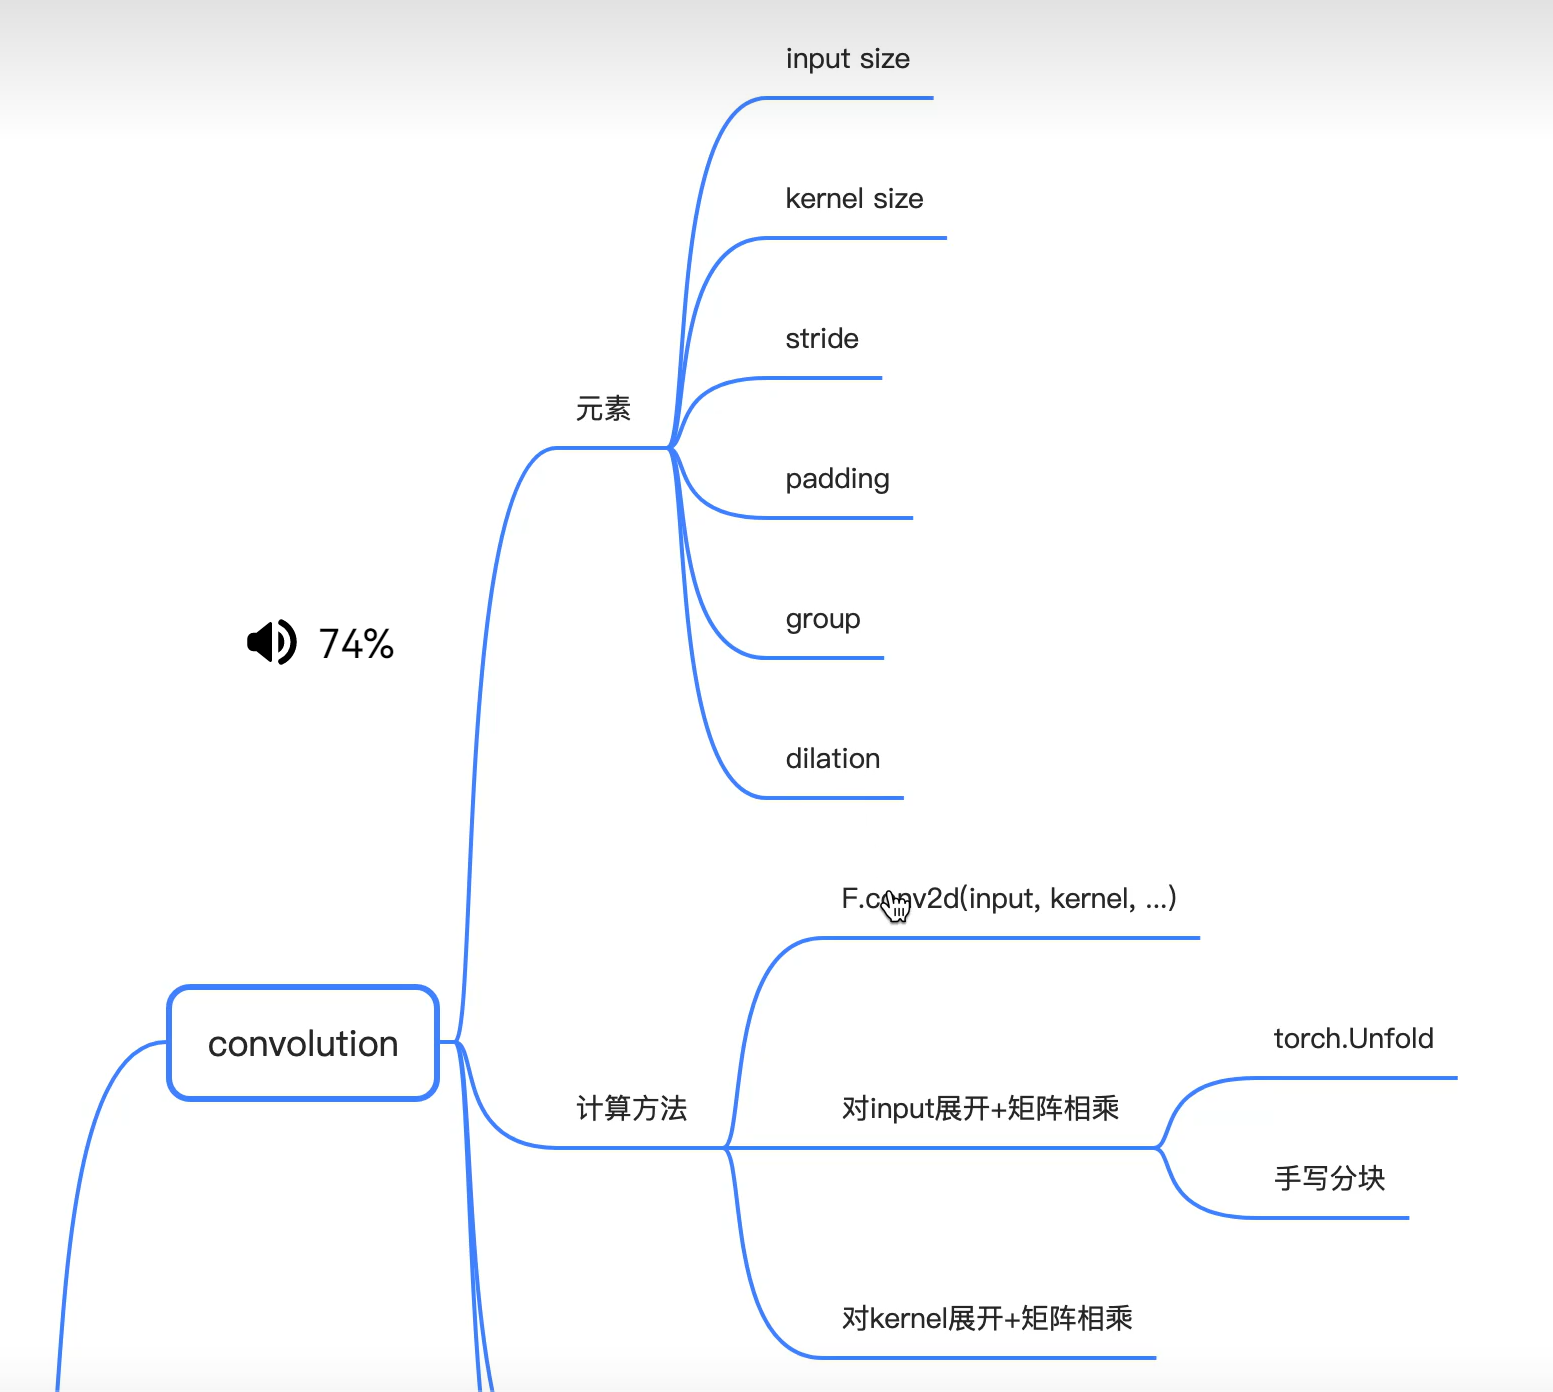 input size
kernel size
stride
元素
padding
group
74%
dilation
F.conv2d(input, kernel, ...)
convolution
torch.Unfold
计算方法
对input展开+矩阵相乘
手写分块
对kernel展开+矩阵相乘